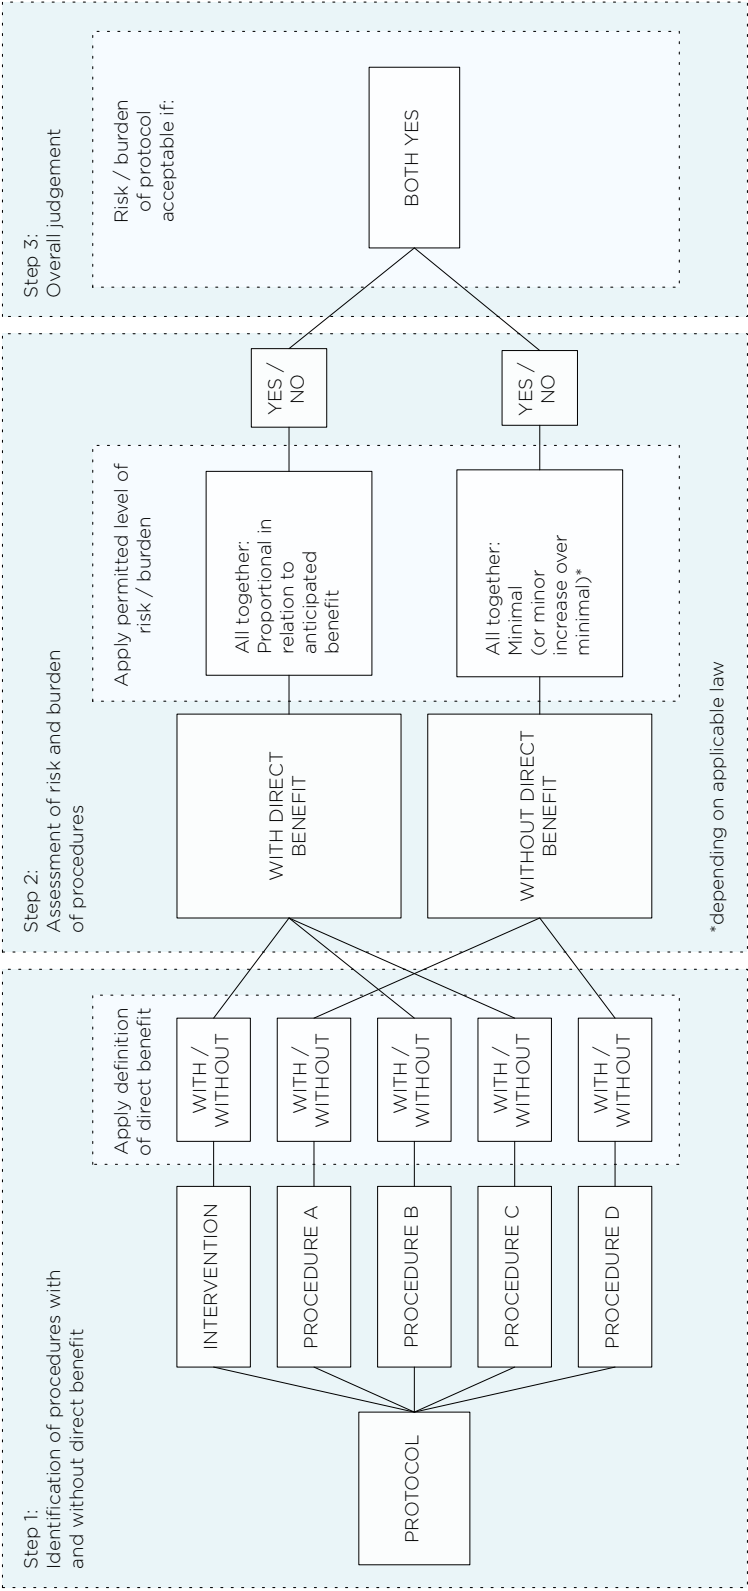 Step 1:
Identification of procedures with
and without direct benefit
Apply definition
of direct benefit
PROTOCOL
INTERVENTION
WITH /
WITHOUT
PROCEDURE A
WITH /
WITHOUT
PROCEDURE B
WITH /
WITHOUT
PROCEDURE C
WITH /
WITHOUT
PROCEDURE D
WITH /
WITHOUT
Step 2:
Assessment of risk and burden
of procedures
Apply permitted level of
risk / burden
WITH DIRECT
BENEFIT
All together:
Proportional in
relation to
anticipated
benefit
YES /
NO
WITHOUT DIRECT
BENEFIT
All together:
Minimal
(or minor
increase over
minimal)*
YES /
NO
*depending on applicable law
Step 3:
Overall judgement
Risk / burden
of protocol
acceptable if:
BOTH YES